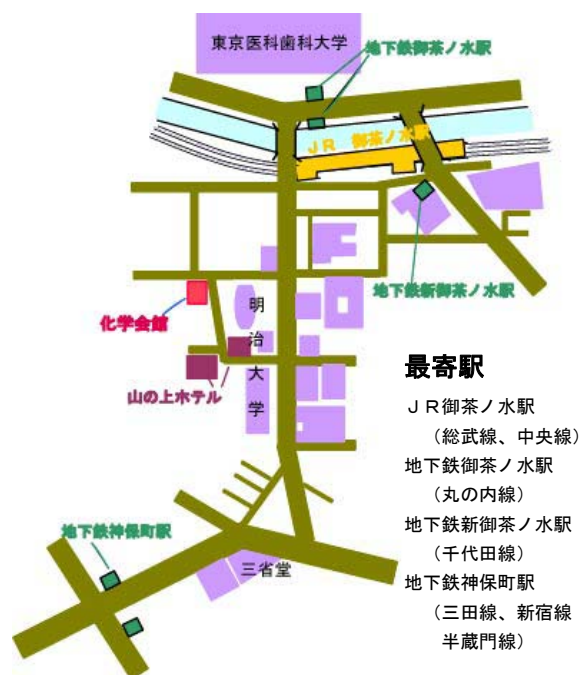 東京医科歯科大学
地下鉄御茶ノ水駅
ＪＲ 御茶ノ水駅
地下鉄新御茶ノ水駅
化学会館
明治大学
山の上ホテル
最寄駅
ＪＲ御茶ノ水駅
（総武線、中央線）
地下鉄御茶ノ水駅
（丸の内線）
地下鉄新御茶ノ水駅
（千代田線）
地下鉄神保町駅
（三田線、新宿線
半蔵門線）
地下鉄神保町駅
三省堂